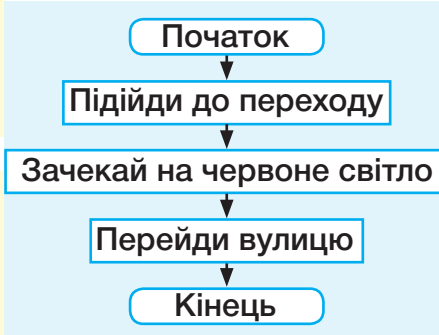 Початок
Підійди до переходу
Зачекай на червоне світло
Перейди вулицю
Кінець